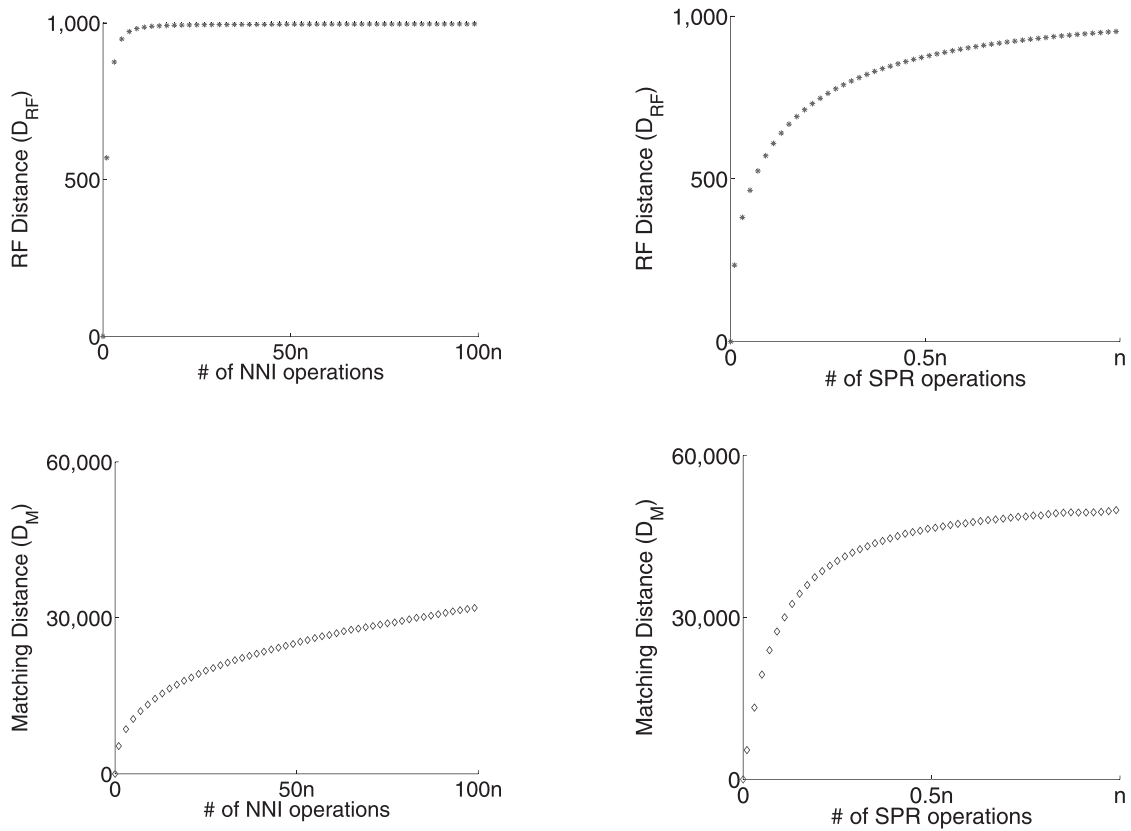 1,000
500
0
0
50n
100n
# of NNI operations
RF Distance (D_RF)
1,000
500
0
0
0.5n
n
# of SPR operations
RF Distance (D_RF)
60,000
30,000
0
0
50n
100n
# of NNI operations
Matching Distance (D_M)
60,000
30,000
0
0
0.5n
n
# of SPR operations
Matching Distance (D_M)